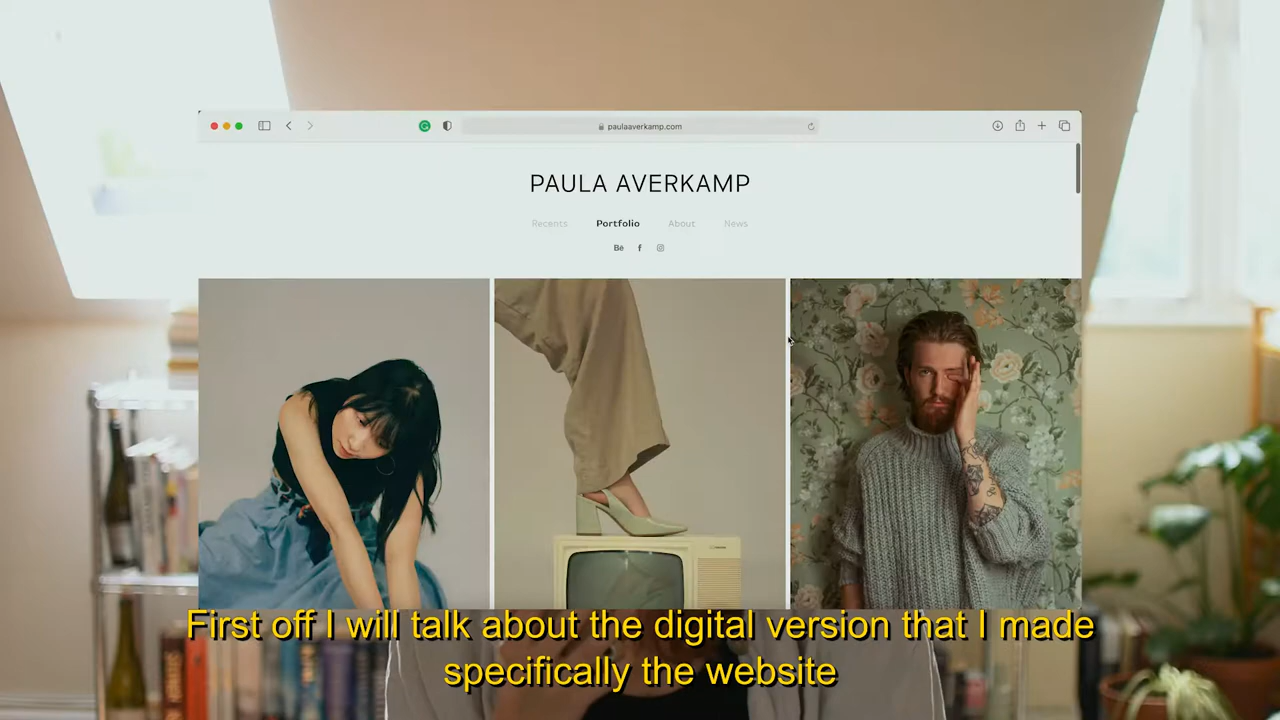 paulaaverkamp.com
PAULA AVERKAMP
Recents Portfolio About News
Bē f
First off I will talk about the digital version that I made
specifically the website